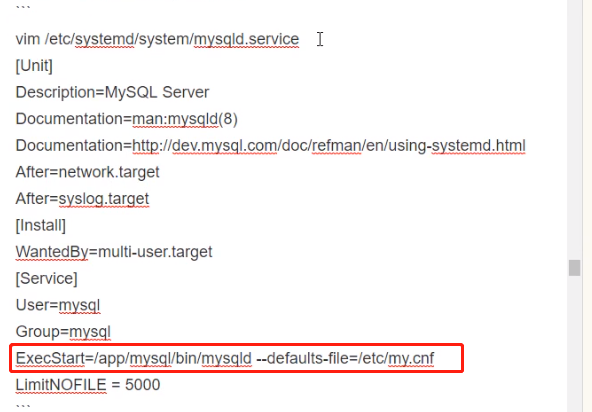 ```
vim /etc/systemd/system/mysqld.service
[Unit]
Description=MySQL Server
Documentation=man:mysqld(8)
Documentation=http://dev.mysql.com/doc/refman/en/using-systemd.html
After=network.target
After=syslog.target
[Install]
WantedBy=multi-user.target
[Service]
User=mysql
Group=mysql
ExecStart=/app/mysql/bin/mysqld --defaults-file=/etc/my.cnf
LimitNOFILE = 5000
```